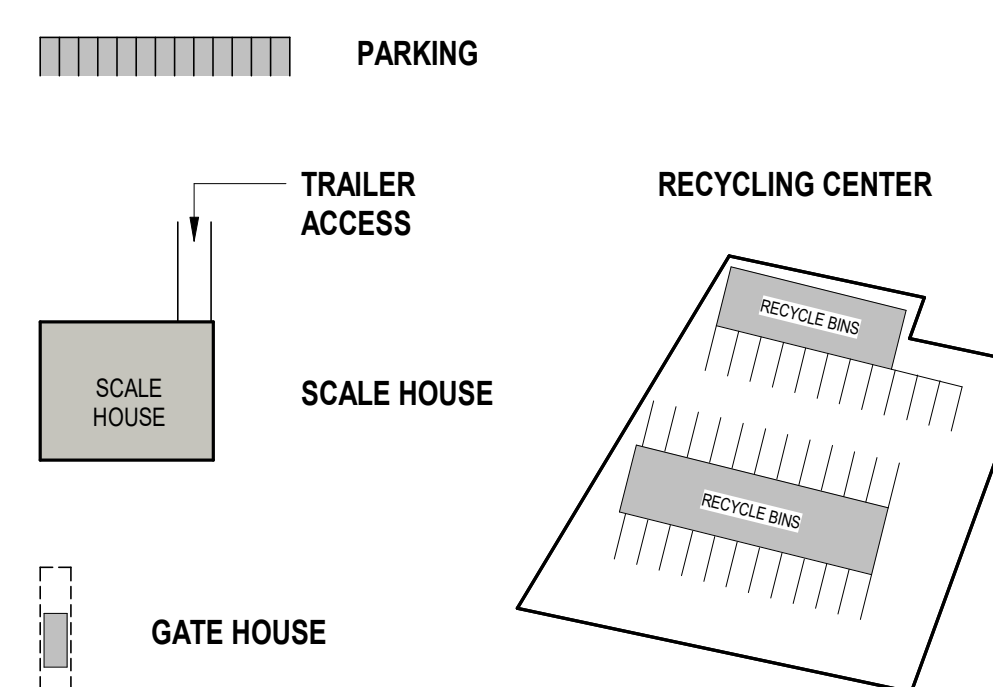 PARKING
TRAILER
ACCESS
RECYCLING CENTER
RECYCLE BINS
SCALE
HOUSE
SCALE HOUSE
RECYCLE BINS
GATE HOUSE